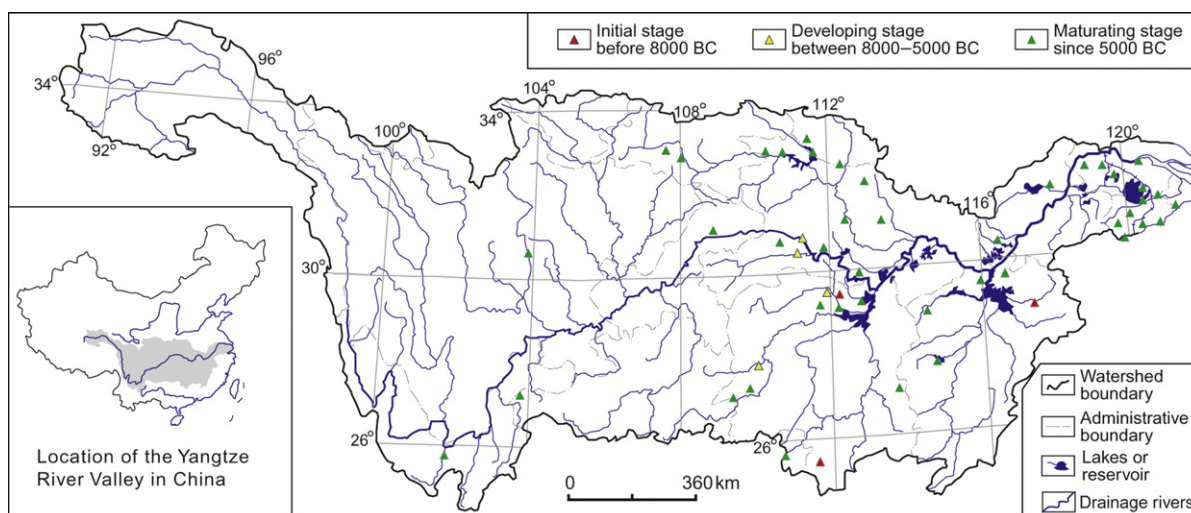 Initial stage
before 8000 BC
Developing stage
between 8000–5000 BC
Maturating stage
since 5000 BC
96°
34°
92°
100°
34°
104°
108°
112°
116°
120°
30°
26°
26°
Location of the Yangtze
River Valley in China
0 360 km
Watershed
boundary
Administrative
boundary
Lakes or
reservoir
Drainage rivers